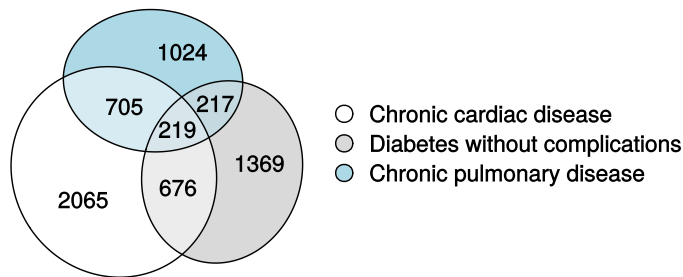 1024
705
217
219
1369
676
2065
Chronic cardiac disease
Diabetes without complications
Chronic pulmonary disease